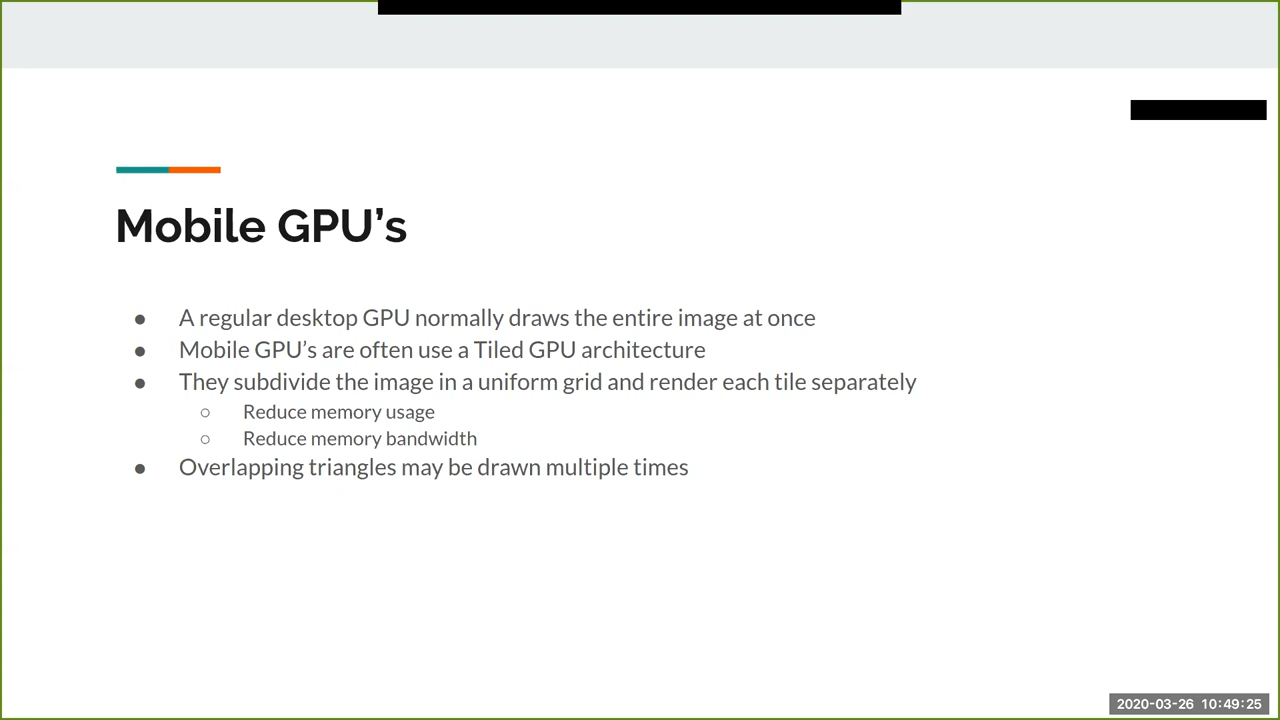 Mobile GPU’s
● A regular desktop GPU normally draws the entire image at once
● Mobile GPU’s are often use a Tiled GPU architecture
● They subdivide the image in a uniform grid and render each tile separately
○ Reduce memory usage
○ Reduce memory bandwidth
● Overlapping triangles may be drawn multiple times
2020-03-26 10:49:25